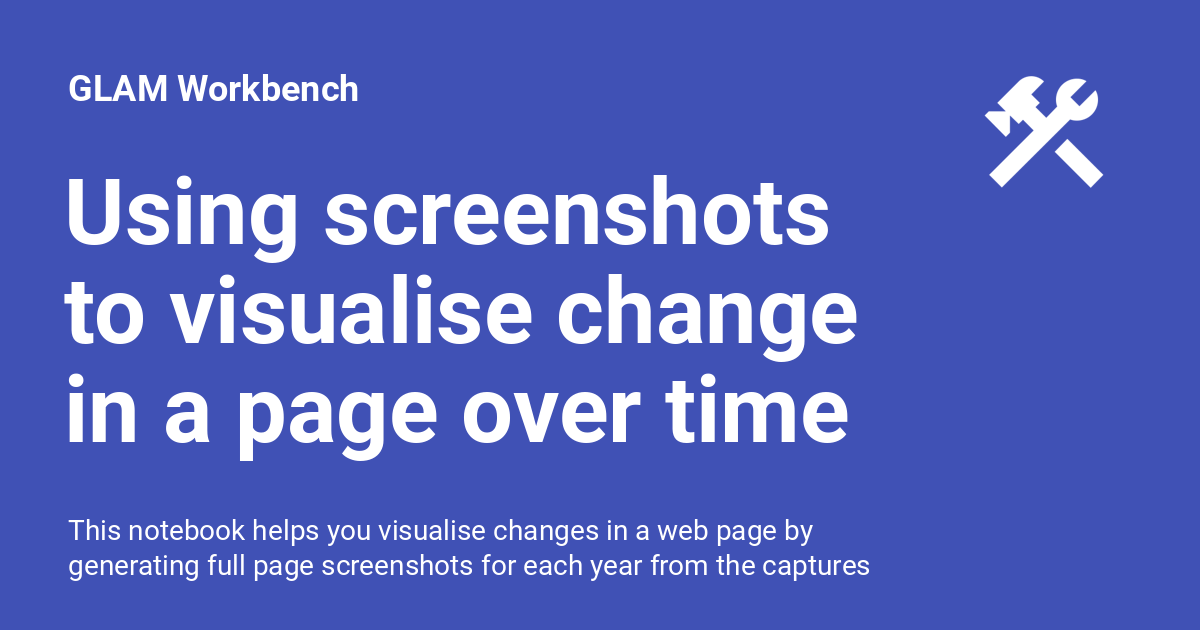 GLAM Workbench
Using screenshots
to visualise change
in a page over time
This notebook helps you visualise changes in a web page by
generating full page screenshots for each year from the captures